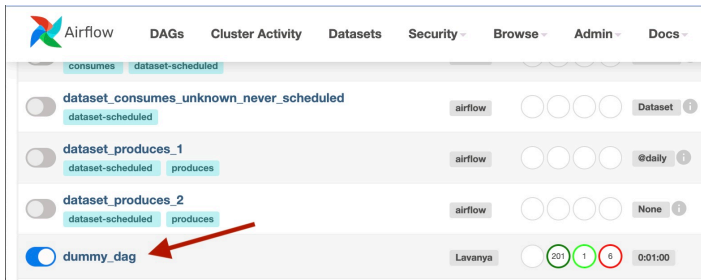 Airflow DAGs Cluster Activity Datasets Security Browse Admin Docs
consumes dataset-scheduled
dataset_consumes_unknown_never_scheduled
dataset-scheduled
airflow Dataset i
dataset_produces_1
dataset-scheduled produces
airflow @daily i
dataset_produces_2
dataset-scheduled produces
airflow None i
dummy_dag Lavanya 201 1 6 0:01:00